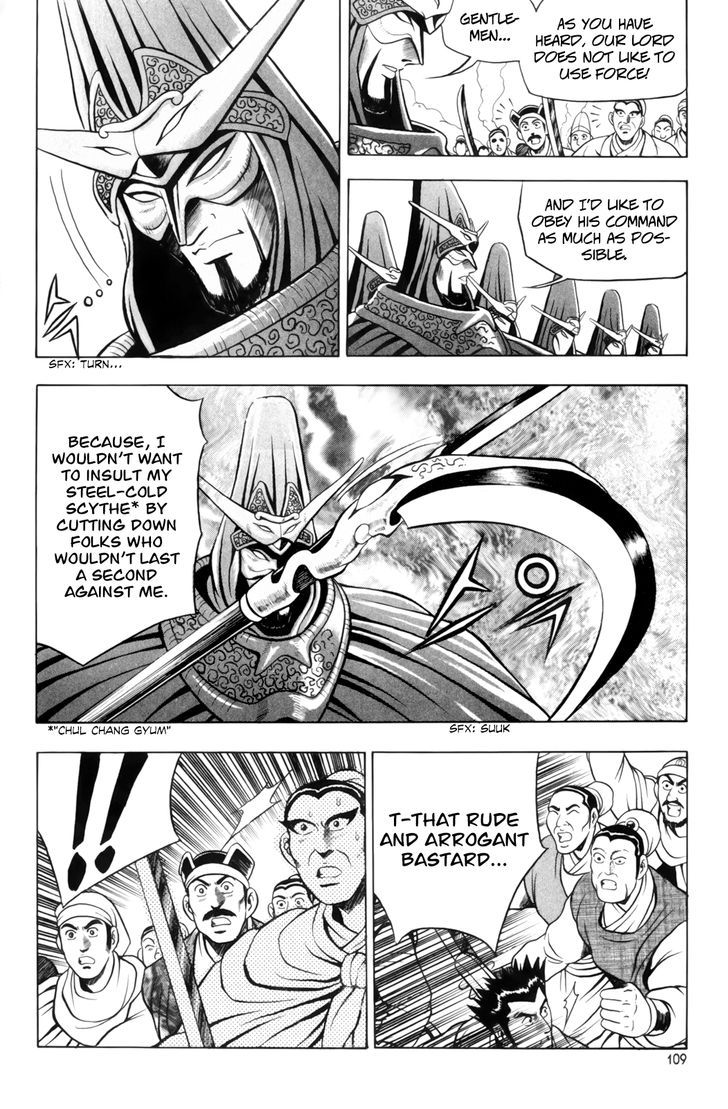 SFX: TURN...
GENTLE-
MEN...
AS YOU HAVE
HEARD, OUR LORD
DOES NOT LIKE TO
USE FORCE!
AND I'D LIKE TO
OBEY HIS COMMAND
AS MUCH AS POS-
SIBLE.
BECAUSE, I
WOULDN'T WANT
TO INSULT MY
STEEL-COLD
SCYTHE* BY
CUTTING DOWN
FOLKS WHO
WOULDN'T LAST
A SECOND
AGAINST ME.
*"CHUL CHANG GYUM"
SFX: SUUK
!!
T-THAT RUDE
AND ARROGANT
BASTARD...
109